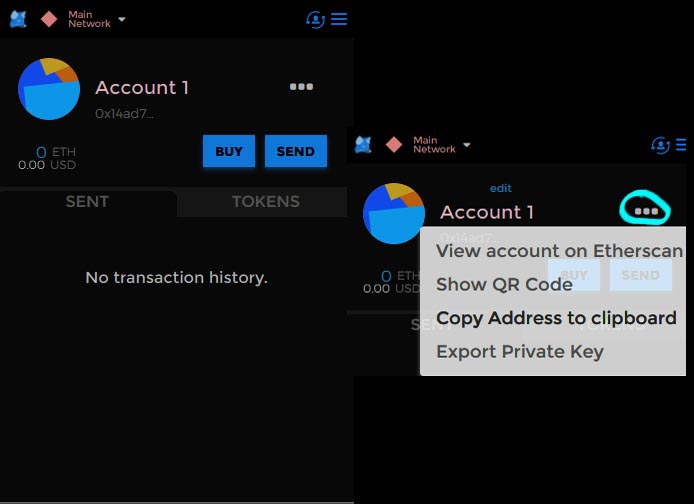 Main
Network
Account 1
0x14ad7...
0 ETH
0.00 USD
BUY
SEND
SENT
TOKENS
No transaction history.
Main
Network
edit
Account 1
0x14ad7...
0 ETH
0.00 USD
BUY
SEND
View account on Etherscan
Show QR Code
Copy Address to clipboard
Export Private Key